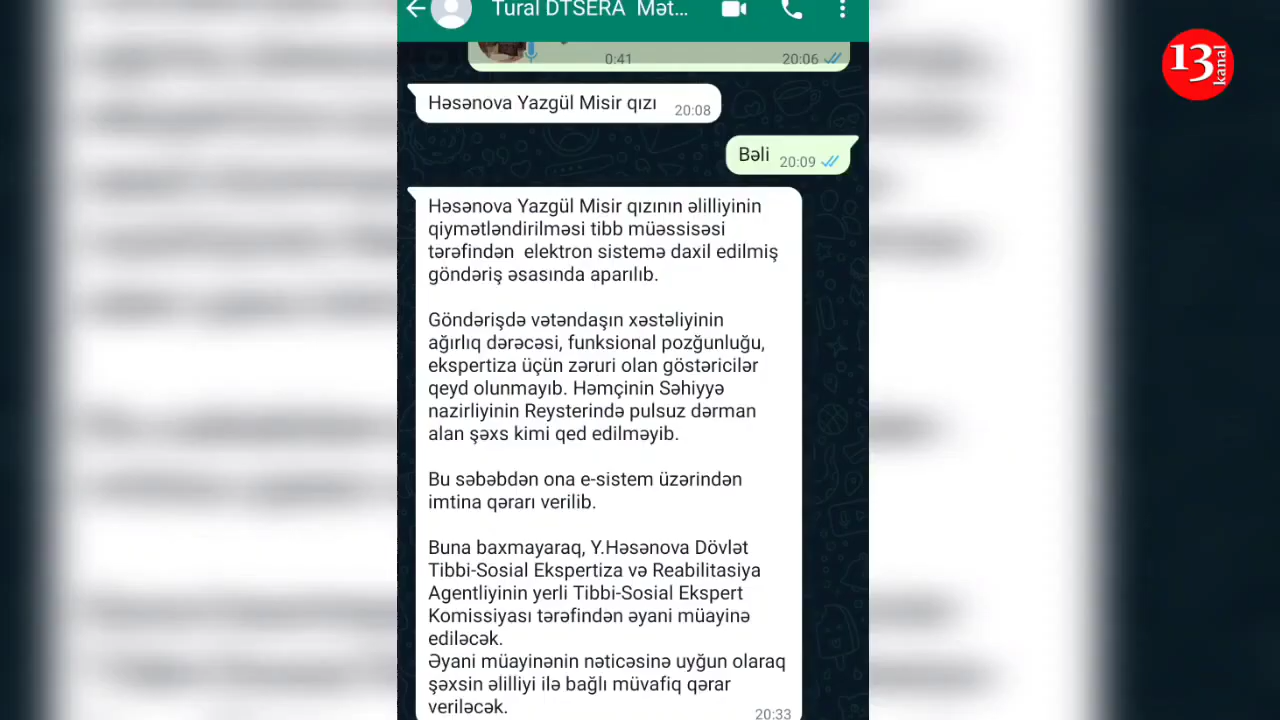 Tural DTSERA Mət...
13 kanal
0:41 20:06
Həsənova Yazgül Misir qızı 20:08
Bəli 20:09
Həsənova Yazgül Misir qızının əlilliyinin
qiymətləndirilməsi tibb müəssisəsi
tərəfindən elektron sistemə daxil edilmiş
göndəriş əsasında aparılıb.
Göndərişdə vətəndaşın xəstəliyinin
ağırlıq dərəcəsi, funksional pozğunluğu,
ekspertiza üçün zəruri olan göstəricilər
qeyd olunmayıb. Həmçinin Səhiyyə
nazirliyinin Reysterində pulsuz dərman
alan şəxs kimi qed edilməyib.
Bu səbəbdən ona e-sistem üzərindən
imtina qərarı verilib.
Buna baxmayaraq, Y.Həsənova Dövlət
Tibbi-Sosial Ekspertiza və Reabilitasiya
Agentliyinin yerli Tibbi-Sosial Ekspert
Komissiyası tərəfindən əyani müayinə
ediləcək.
Əyani müayinənin nəticəsinə uyğun olaraq
şəxsin əlilliyi ilə bağlı müvafiq qərar
veriləcək.
20:33